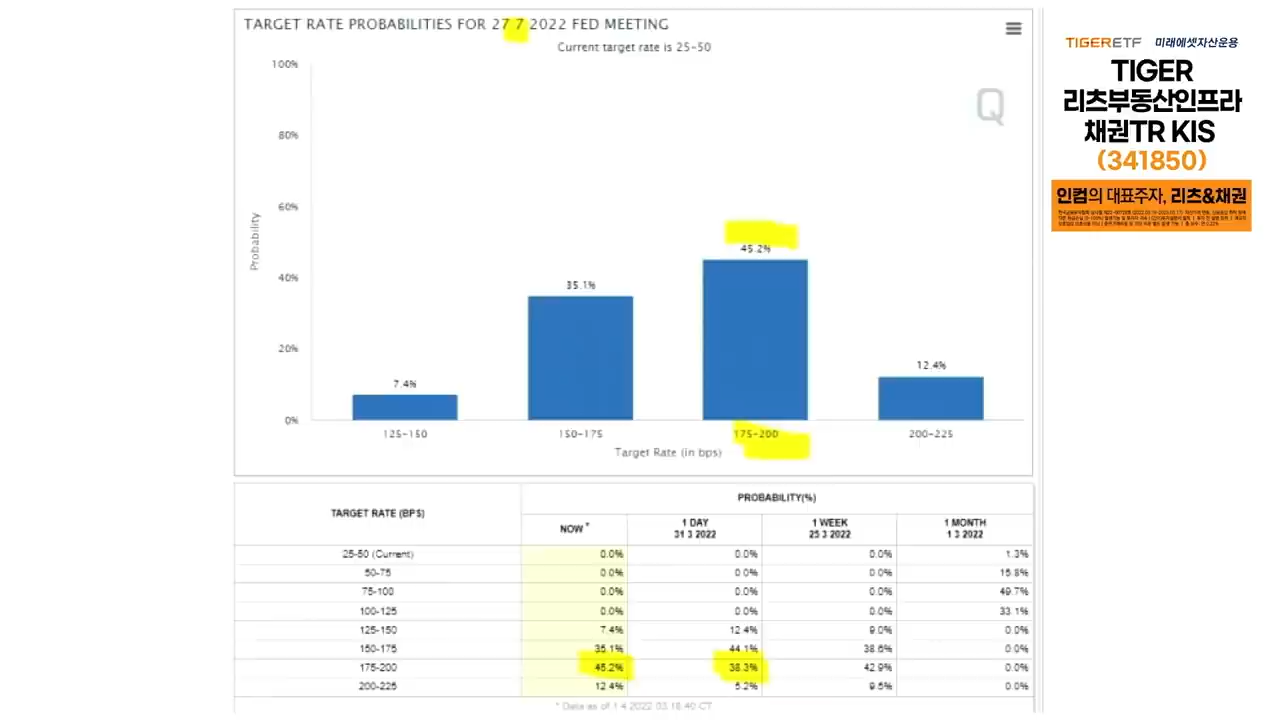 TARGET RATE PROBABILITIES FOR 27 7 2022 FED MEETING
Current target rate is 25-50
100%
80%
60%
40%
20%
0%
Probability
Q
7.4%
35.1%
45.2%
12.4%
125-150
150-175
175-200
200-225
Target Rate (in bps)
TARGET RATE (BPS) PROBABILITY(%)
NOW * 1 DAY 31 3 2022 1 WEEK 25 3 2022 1 MONTH 1 3 2022
25-50 (Current) 0.0% 0.0% 0.0% 1.3%
50-75 0.0% 0.0% 0.0% 15.8%
75-100 0.0% 0.0% 0.0% 49.7%
100-125 0.0% 0.0% 0.0% 33.1%
125-150 7.4% 12.4% 9.0% 0.0%
150-175 35.1% 44.1% 38.6% 0.0%
175-200 45.2% 38.3% 42.9% 0.0%
200-225 12.4% 5.2% 9.5% 0.0%
* Data as of 1 4 2022 03:18:40 CT
TIGER ETF 미래에셋자산운용
TIGER
리츠부동산인프라
채권TR KIS
(341850)
인컴의 대표주자, 리츠&채권